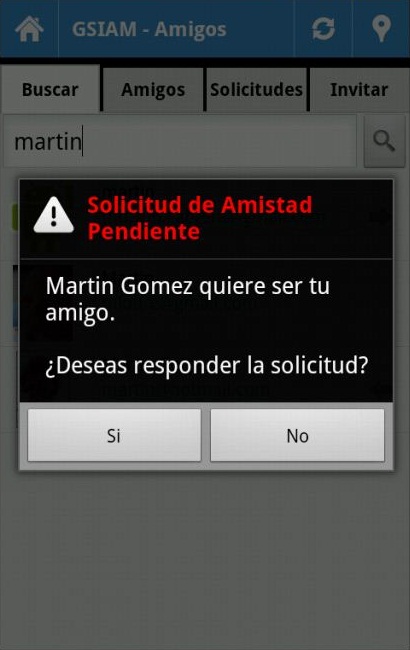 GSIAM - Amigos
Buscar
Amigos
Solicitudes
Invitar
martin
Solicitud de Amistad
Pendiente
Martin Gomez quiere ser tu
amigo.
¿Deseas responder la solicitud?
Si
No